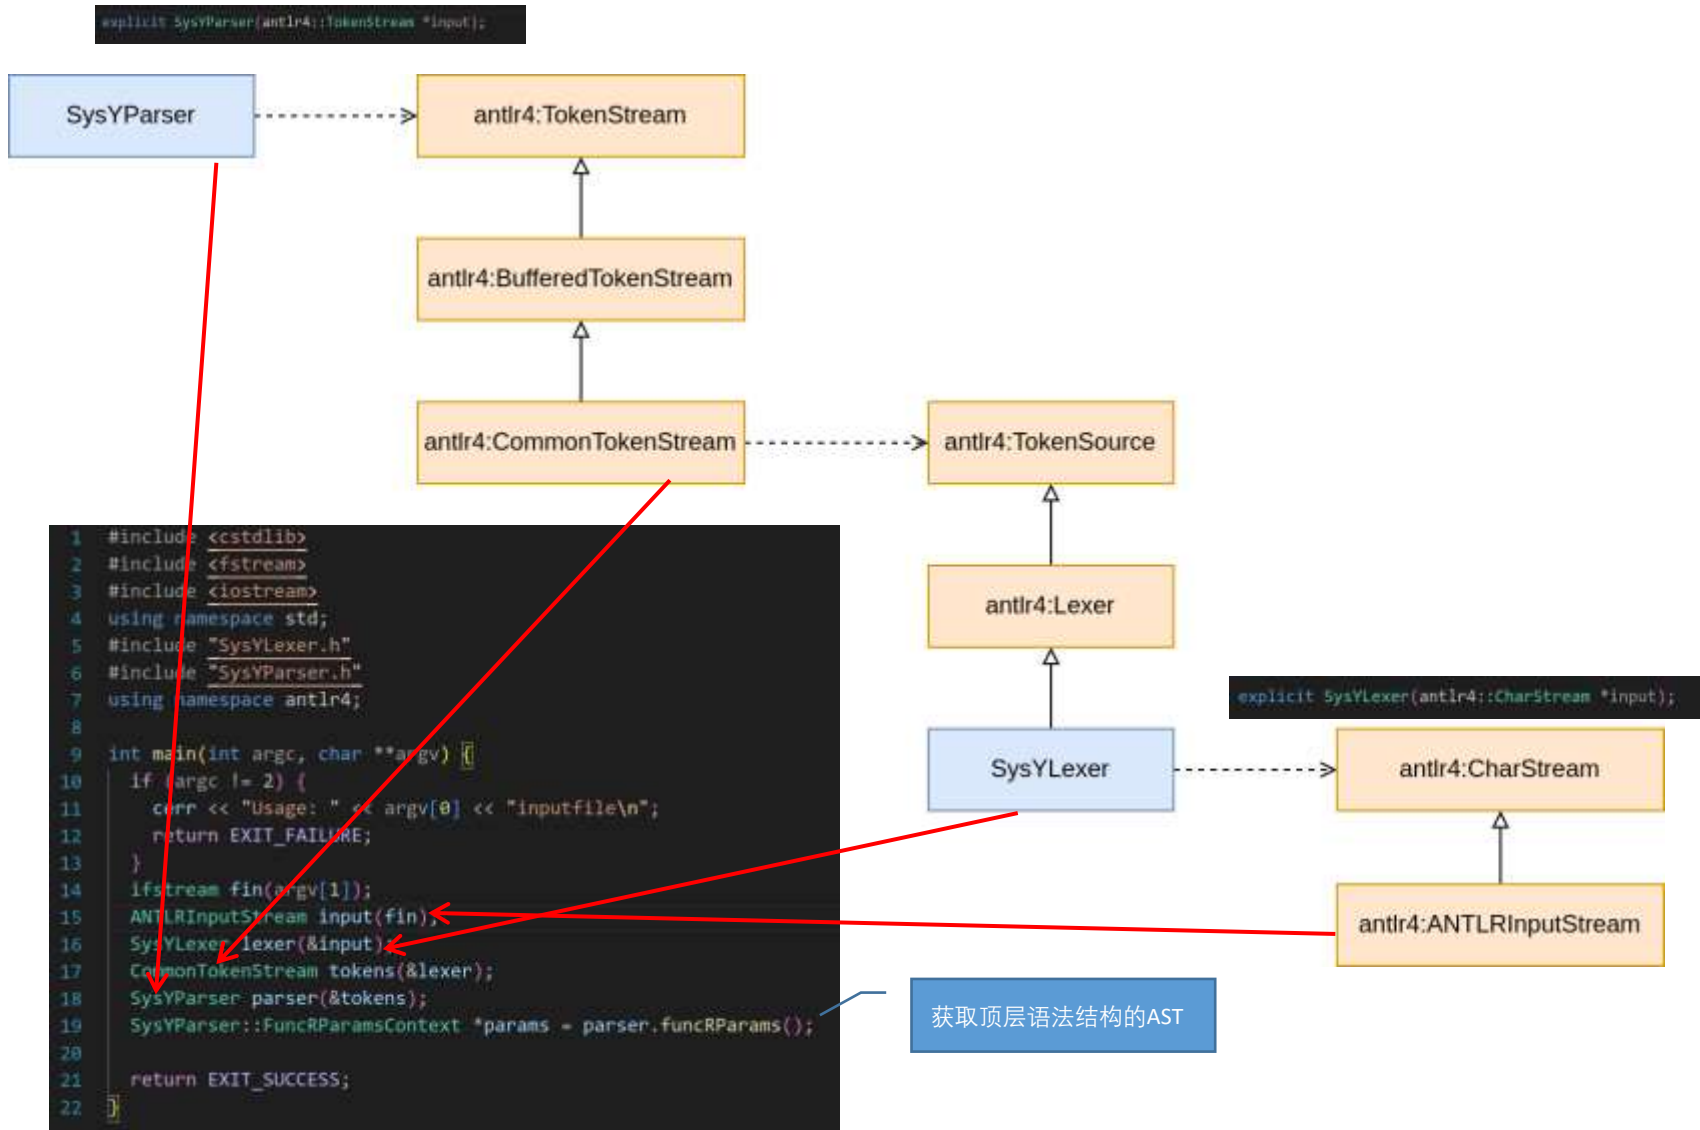 explicit SysYParser(antlr4::TokenStream *input);
SysYParser
antlr4:TokenStream
antlr4:BufferedTokenStream
antlr4:CommonTokenStream
antlr4:TokenSource
antlr4:Lexer
explicit SysYLexer(antlr4::CharStream *input);
SysYLexer
antlr4:CharStream
antlr4:ANTLRInputStream
1 #include <cstdlib>
2 #include <fstream>
3 #include <iostream>
4 using namespace std;
5 #include "SysYLexer.h"
6 #include "SysYParser.h"
7 using namespace antlr4;
8
9 int main(int argc, char **argv) {
10 if (argc != 2) {
11 cerr << "Usage: " << argv[0] << "inputfile\n";
12 return EXIT_FAILURE;
13 }
14 ifstream fin(argv[1]);
15 ANTLRInputStream input(fin);
16 SysYLexer lexer(&input);
17 CommonTokenStream tokens(&lexer);
18 SysYParser parser(&tokens);
19 SysYParser::FuncRParamsContext *params = parser.funcRParams();
20
21 return EXIT_SUCCESS;
22 }
获取顶层语法结构的AST